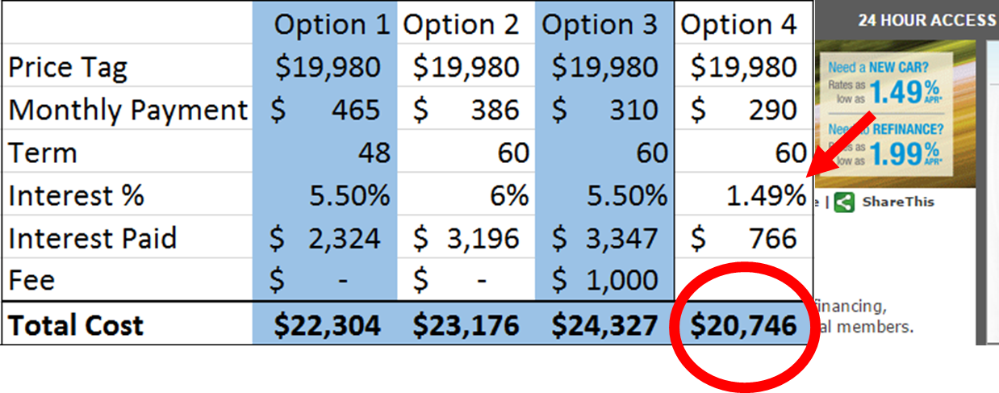 Option 1 Option 2 Option 3 Option 4
Price Tag $19,980 $19,980 $19,980 $19,980
Monthly Payment $ 465 $ 386 $ 310 $ 290
Term 48 60 60 60
Interest % 5.50% 6% 5.50% 1.49%
Interest Paid $ 2,324 $ 3,196 $ 3,347 $ 766
Fee $ - $ - $ 1,000
Total Cost $22,304 $23,176 $24,327 $20,746
24 HOUR ACCESS
Need a NEW CAR?
Rates as
low as 1.49% APR*
REFINANCE?
low as 1.99% APR*
| ShareThis
financing,
al members.